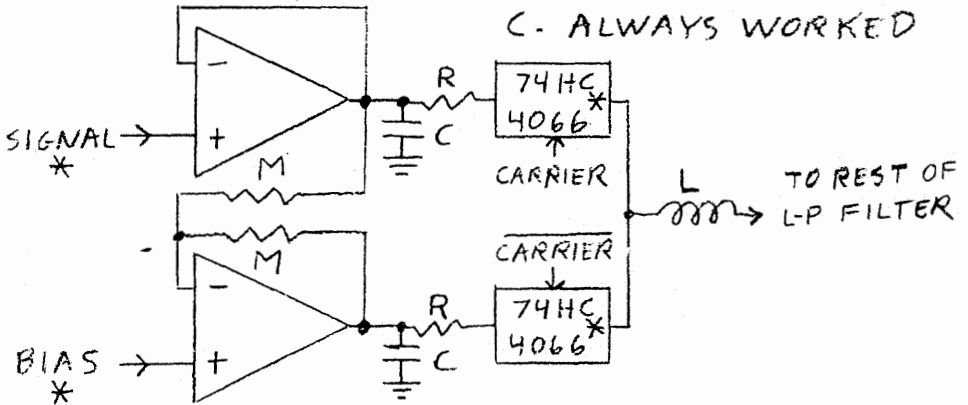 C. ALWAYS WORKED
-
R
74HC
*
4066
SIGNAL
*
+
C
CARRIER
M
L
TO REST OF
L-P FILTER
M
CARRIER
-
R
74HC
*
4066
BIAS
*
+
C